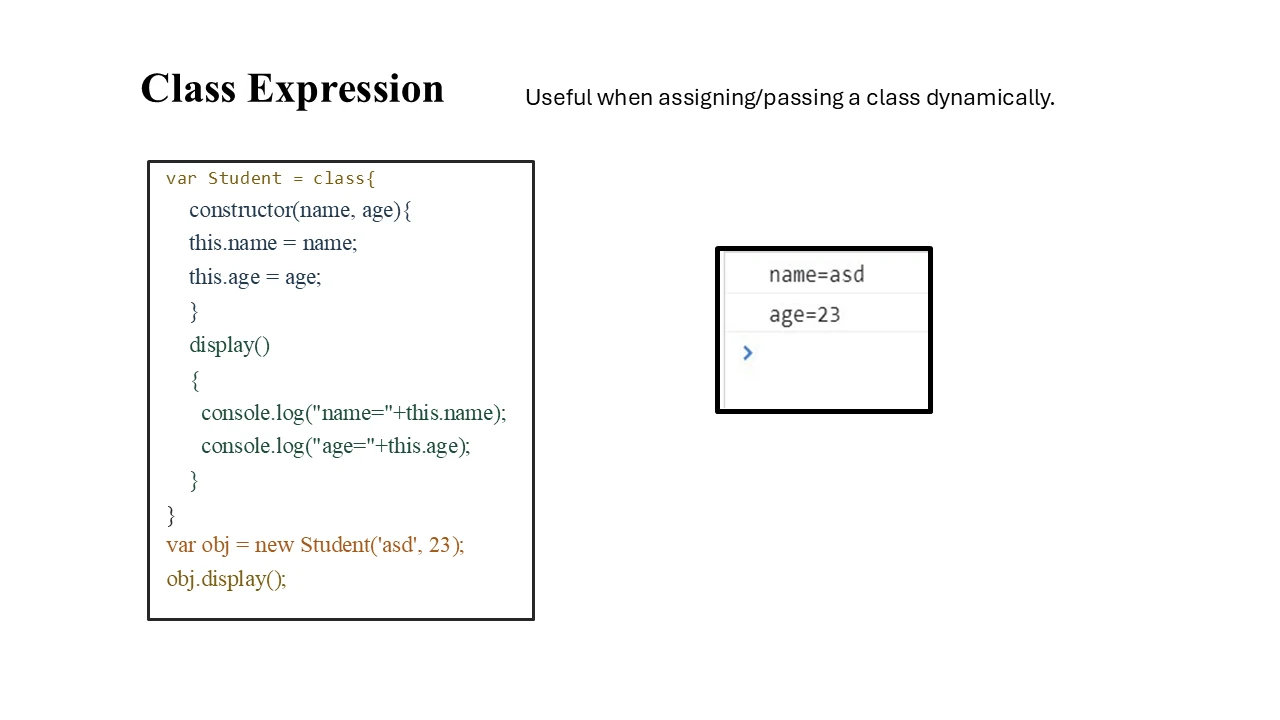 Class Expression
Useful when assigning/passing a class dynamically.
var Student = class{
constructor(name, age){
this.name = name;
this.age = age;
}
display()
{
console.log("name="+this.name);
console.log("age="+this.age);
}
}
var obj = new Student('asd', 23);
obj.display();
name=asd
age=23